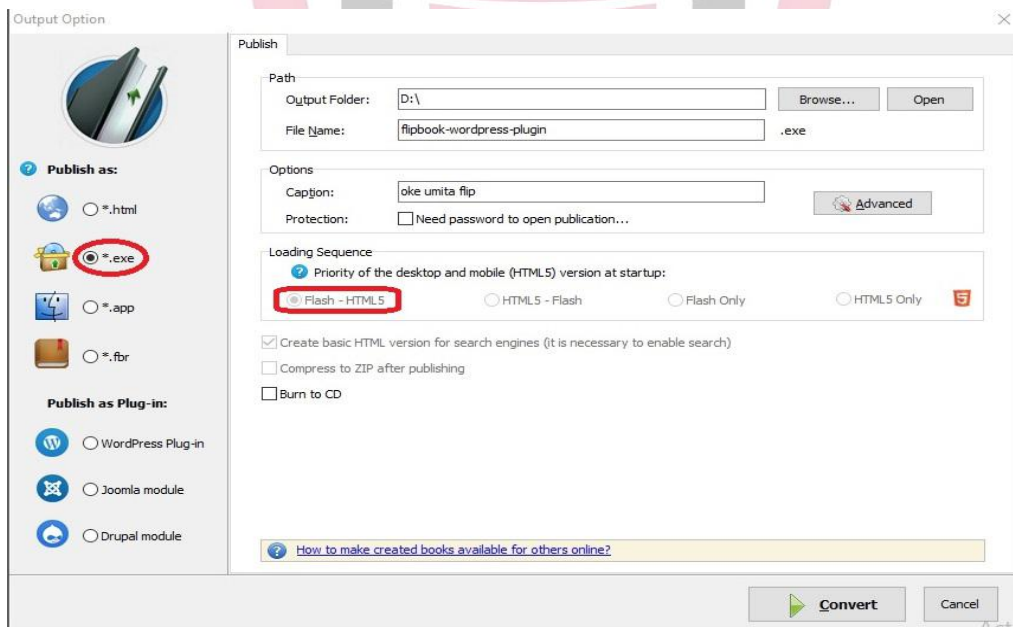 Output Option
Publish
Path
Output Folder: D:\ Browse... Open
File Name: flipbook-wordpress-plugin .exe
Publish as:
*.html
*.exe
*.app
*.fbr
Publish as Plug-in:
WordPress Plug-in
Joomla module
Drupal module
Options
Caption: oke umita flip
Advanced
Protection: Need password to open publication...
Loading Sequence
Priority of the desktop and mobile (HTML5) version at startup:
Flash - HTML5 HTML5 - Flash Flash Only HTML5 Only
Create basic HTML version for search engines (it is necessary to enable search)
Compress to ZIP after publishing
Burn to CD
How to make created books available for others online?
Convert Cancel